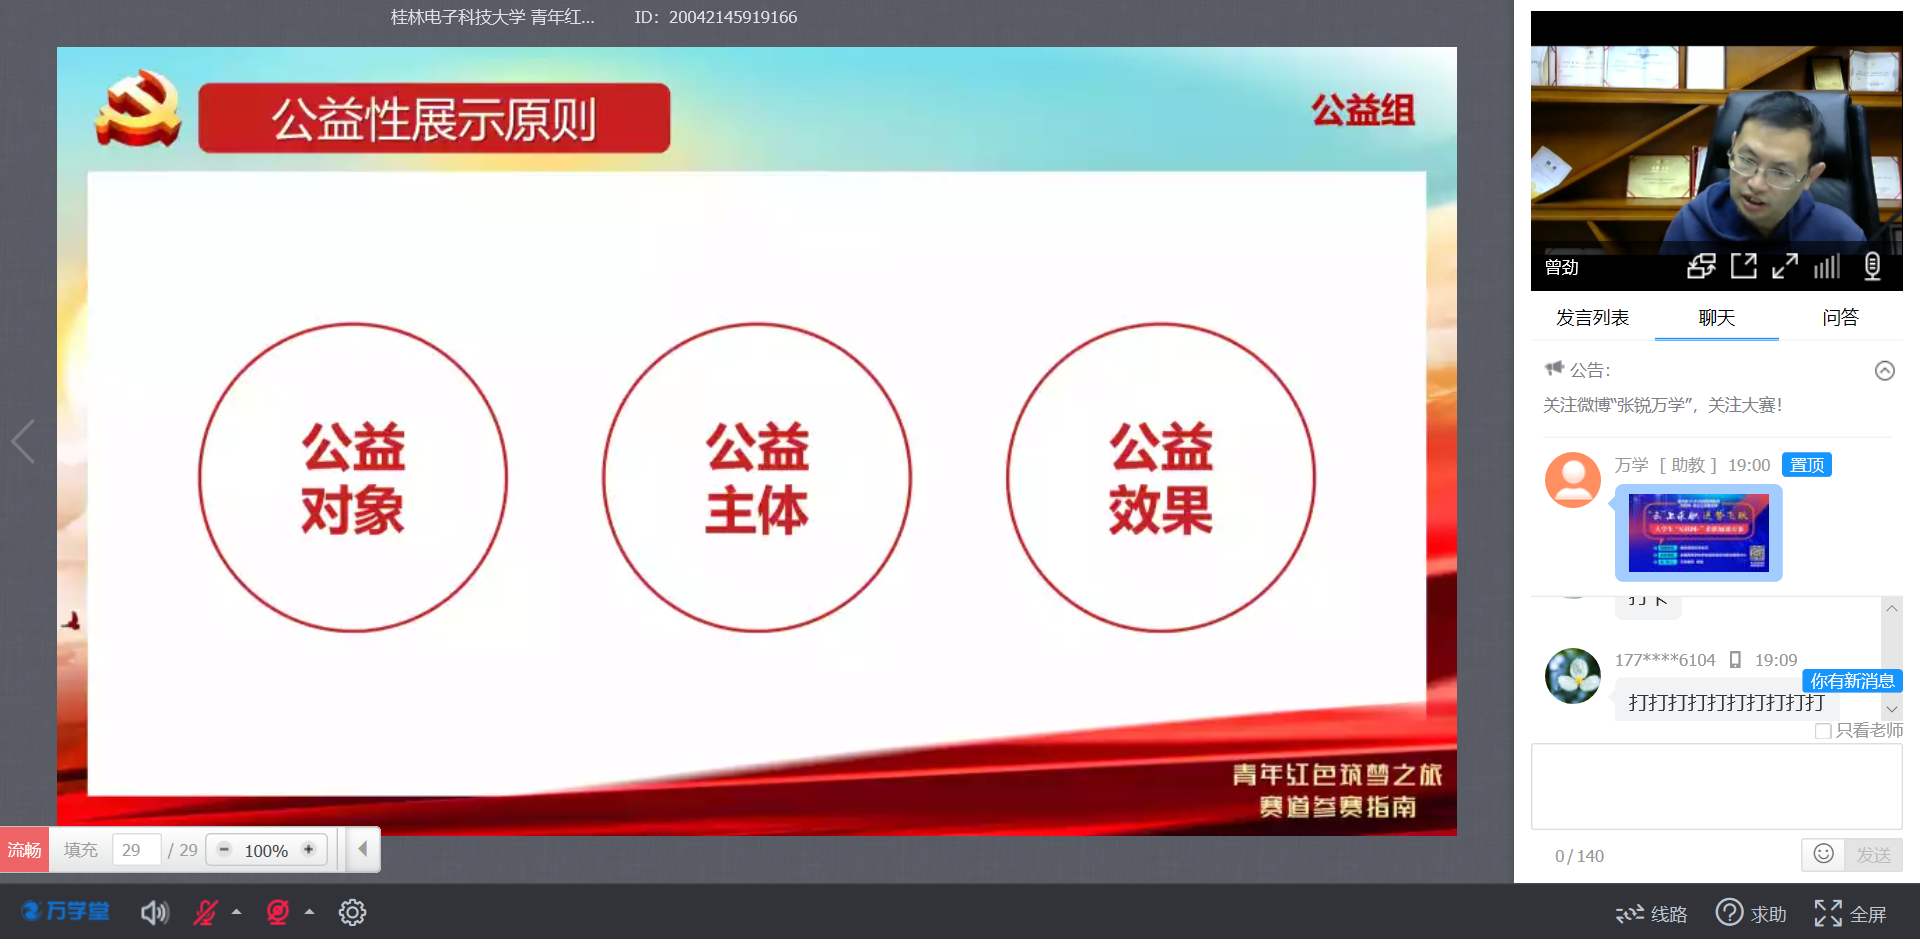 桂林电子科技大学 青年红... ID：20042145919166
公益性展示原则
公益组
公益
对象
公益
主体
公益
效果
青年红色筑梦之旅
赛道参赛指南
流畅 填充 29 / 29 100%
万学堂
曾劲
发言列表 聊天 问答
公告：
关注微博“张锐万学”，关注大赛！
万学 [ 助教 ] 19:00 置顶
177****6104 19:09
你有新消息
打打打打打打打打打打
只看老师
0 / 140
发送
线路 求助 全屏